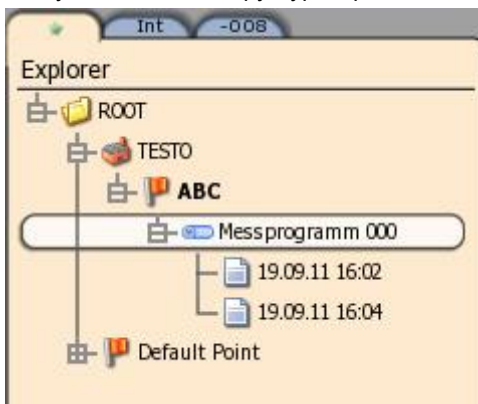 Int -008
Explorer
ROOT
TESTO
ABC
Messprogramm 000
19.09.11 16:02
19.09.11 16:04
Default Point